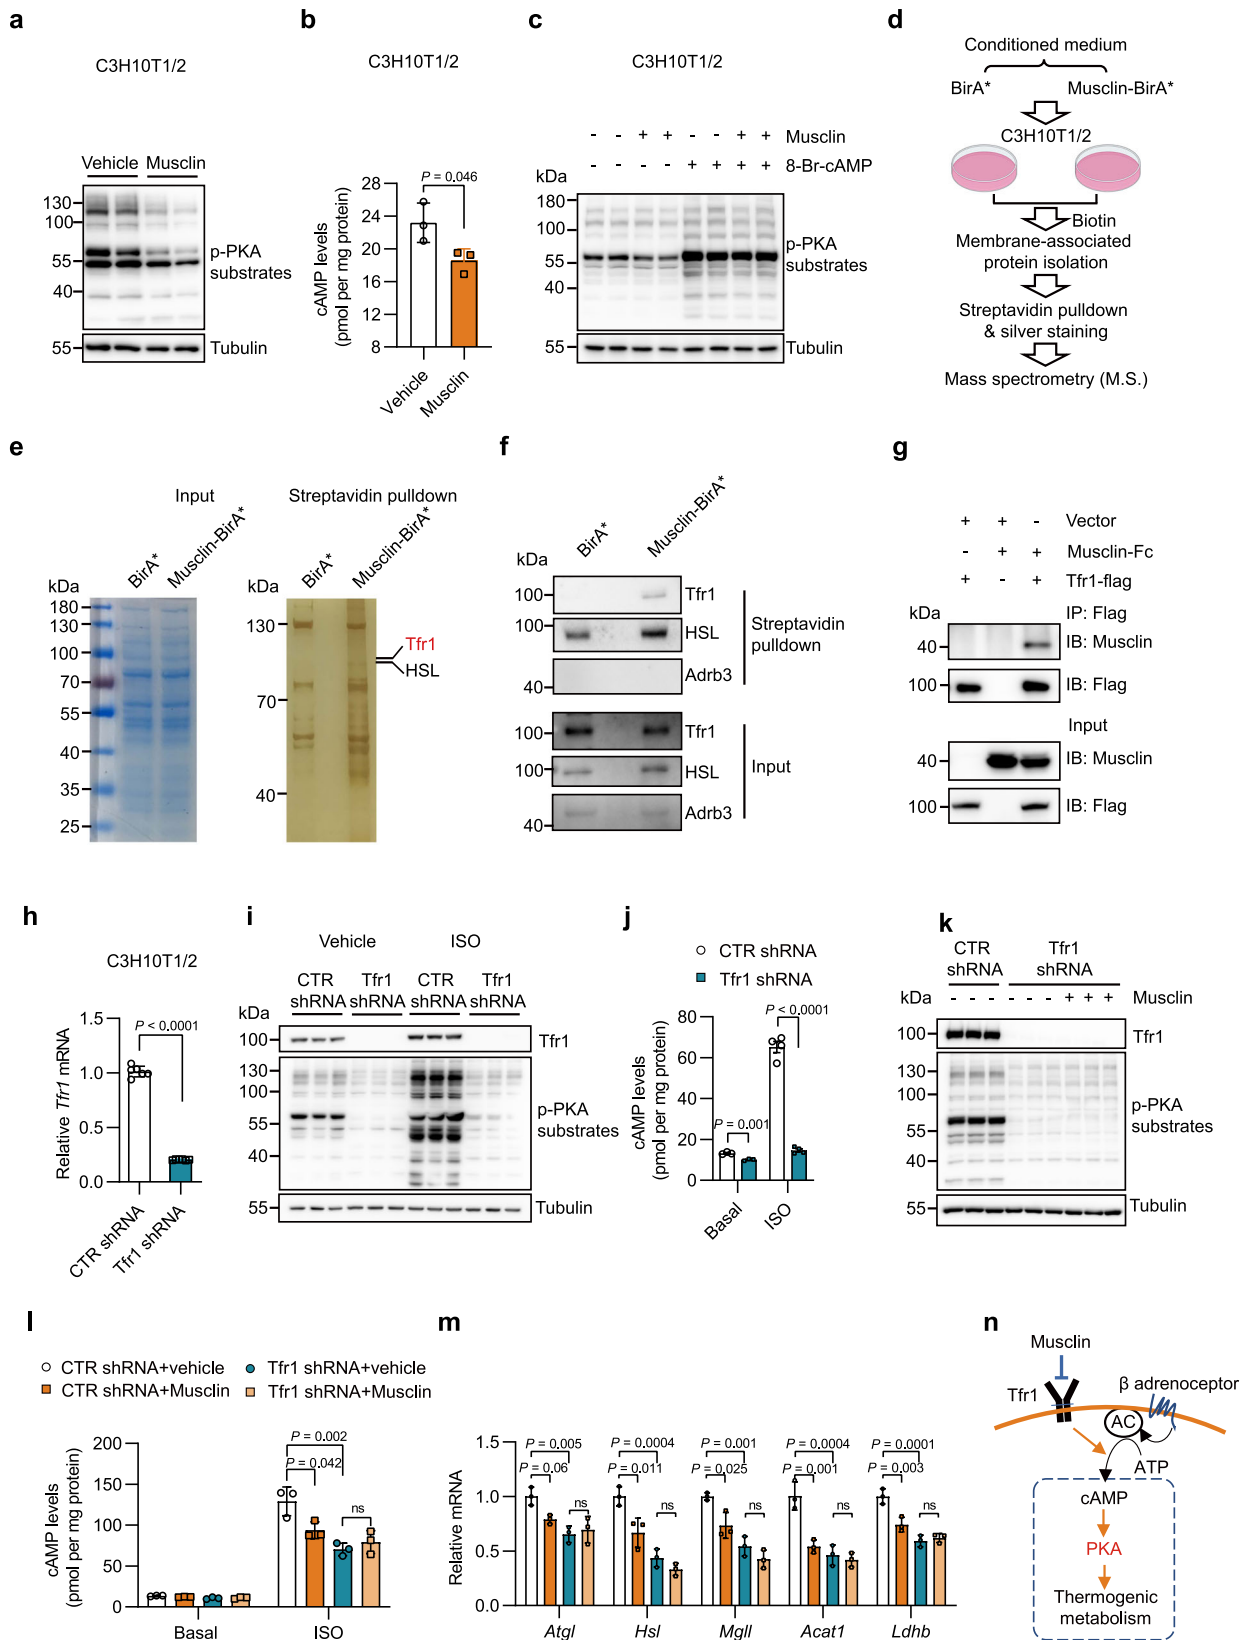 a
C3H10T1/2
Vehicle Musclin
130
100
55
40
55
p-PKA
substrates
Tubulin
b
C3H10T1/2
P = 0.046
28
24
20
16
12
8
cAMP levels
(pmol per mg protein)
Vehicle
Musclin
c
C3H10T1/2
- - + + - - + + Musclin
- - - - + + + + 8-Br-cAMP
kDa
180
130
100
55
40
55
p-PKA
substrates
Tubulin
d
Conditioned medium
BirA* Musclin-BirA*
C3H10T1/2
Biotin
Membrane-associated
protein isolation
Streptavidin pulldown
& silver staining
Mass spectrometry (M.S.)
e
Input
BirA*
Musclin-BirA*
kDa
180
130
100
70
55
40
35
25
Streptavidin pulldown
BirA*
Musclin-BirA*
kDa
130
70
40
Tfr1
HSL
f
BirA*
Musclin-BirA*
kDa
100 Tfr1
100 HSL
40 Adrb3
Streptavidin
pulldown
100 Tfr1
100 HSL
40 Adrb3
Input
g
+ + - Vector
- + + Musclin-Fc
+ - + Tfr1-flag
kDa IP: Flag
40 IB: Musclin
100 IB: Flag
Input
40 IB: Musclin
100 IB: Flag
h
C3H10T1/2
P < 0.0001
1.5
1.0
0.5
0.0
Relative Tfr1 mRNA
CTR shRNA
Tfr1 shRNA
i
Vehicle ISO
CTR Tfr1 CTR Tfr1
shRNA shRNA shRNA shRNA
kDa
100 Tfr1
130
100
55
40
p-PKA
substrates
55 Tubulin
j
CTR shRNA
Tfr1 shRNA
P < 0.0001
P = 0.001
80
60
40
20
0
cAMP levels
(pmol per mg protein)
Basal
ISO
k
CTR Tfr1
shRNA shRNA
kDa - - - - - - + + + Musclin
100 Tfr1
130
100
55
40
p-PKA
substrates
55 Tubulin
l
CTR shRNA+vehicle Tfr1 shRNA+vehicle
CTR shRNA+Musclin Tfr1 shRNA+Musclin
P = 0.002
P = 0.042
ns
200
150
100
50
0
cAMP levels
(pmol per mg protein)
Basal ISO
m
P = 0.005 P = 0.0004 P = 0.001 P = 0.0004 P = 0.0001
P = 0.06 P = 0.011 P = 0.025 P = 0.001 P = 0.003
ns ns ns ns ns
1.5
1.0
0.5
0.0
Relative mRNA
Atgl Hsl Mgll Acat1 Ldhb
n
Musclin
Tfr1
β adrenoceptor
AC
ATP
cAMP
PKA
Thermogenic
metabolism